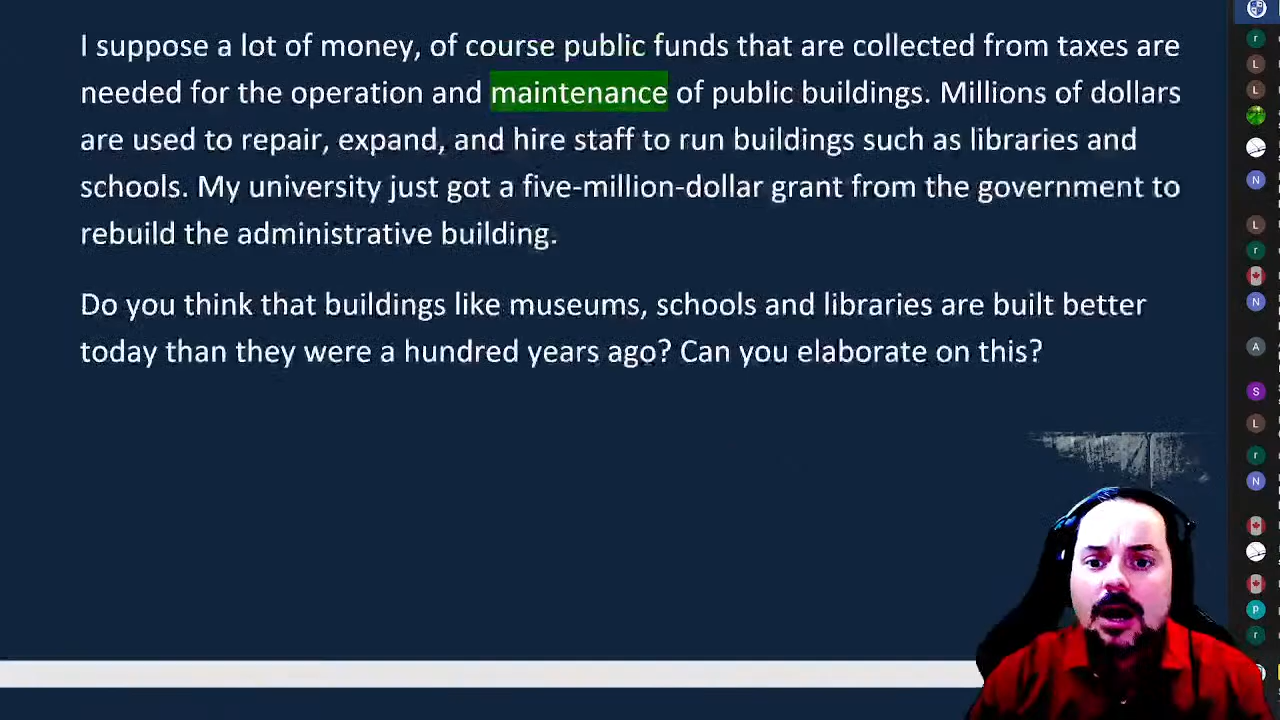 I suppose a lot of money, of course public funds that are collected from taxes are
needed for the operation and maintenance of public buildings. Millions of dollars
are used to repair, expand, and hire staff to run buildings such as libraries and
schools. My university just got a five-million-dollar grant from the government to
rebuild the administrative building.
Do you think that buildings like museums, schools and libraries are built better
today than they were a hundred years ago? Can you elaborate on this?
r
L
L
N
L
r
N
A
S
L
r
N
p
r